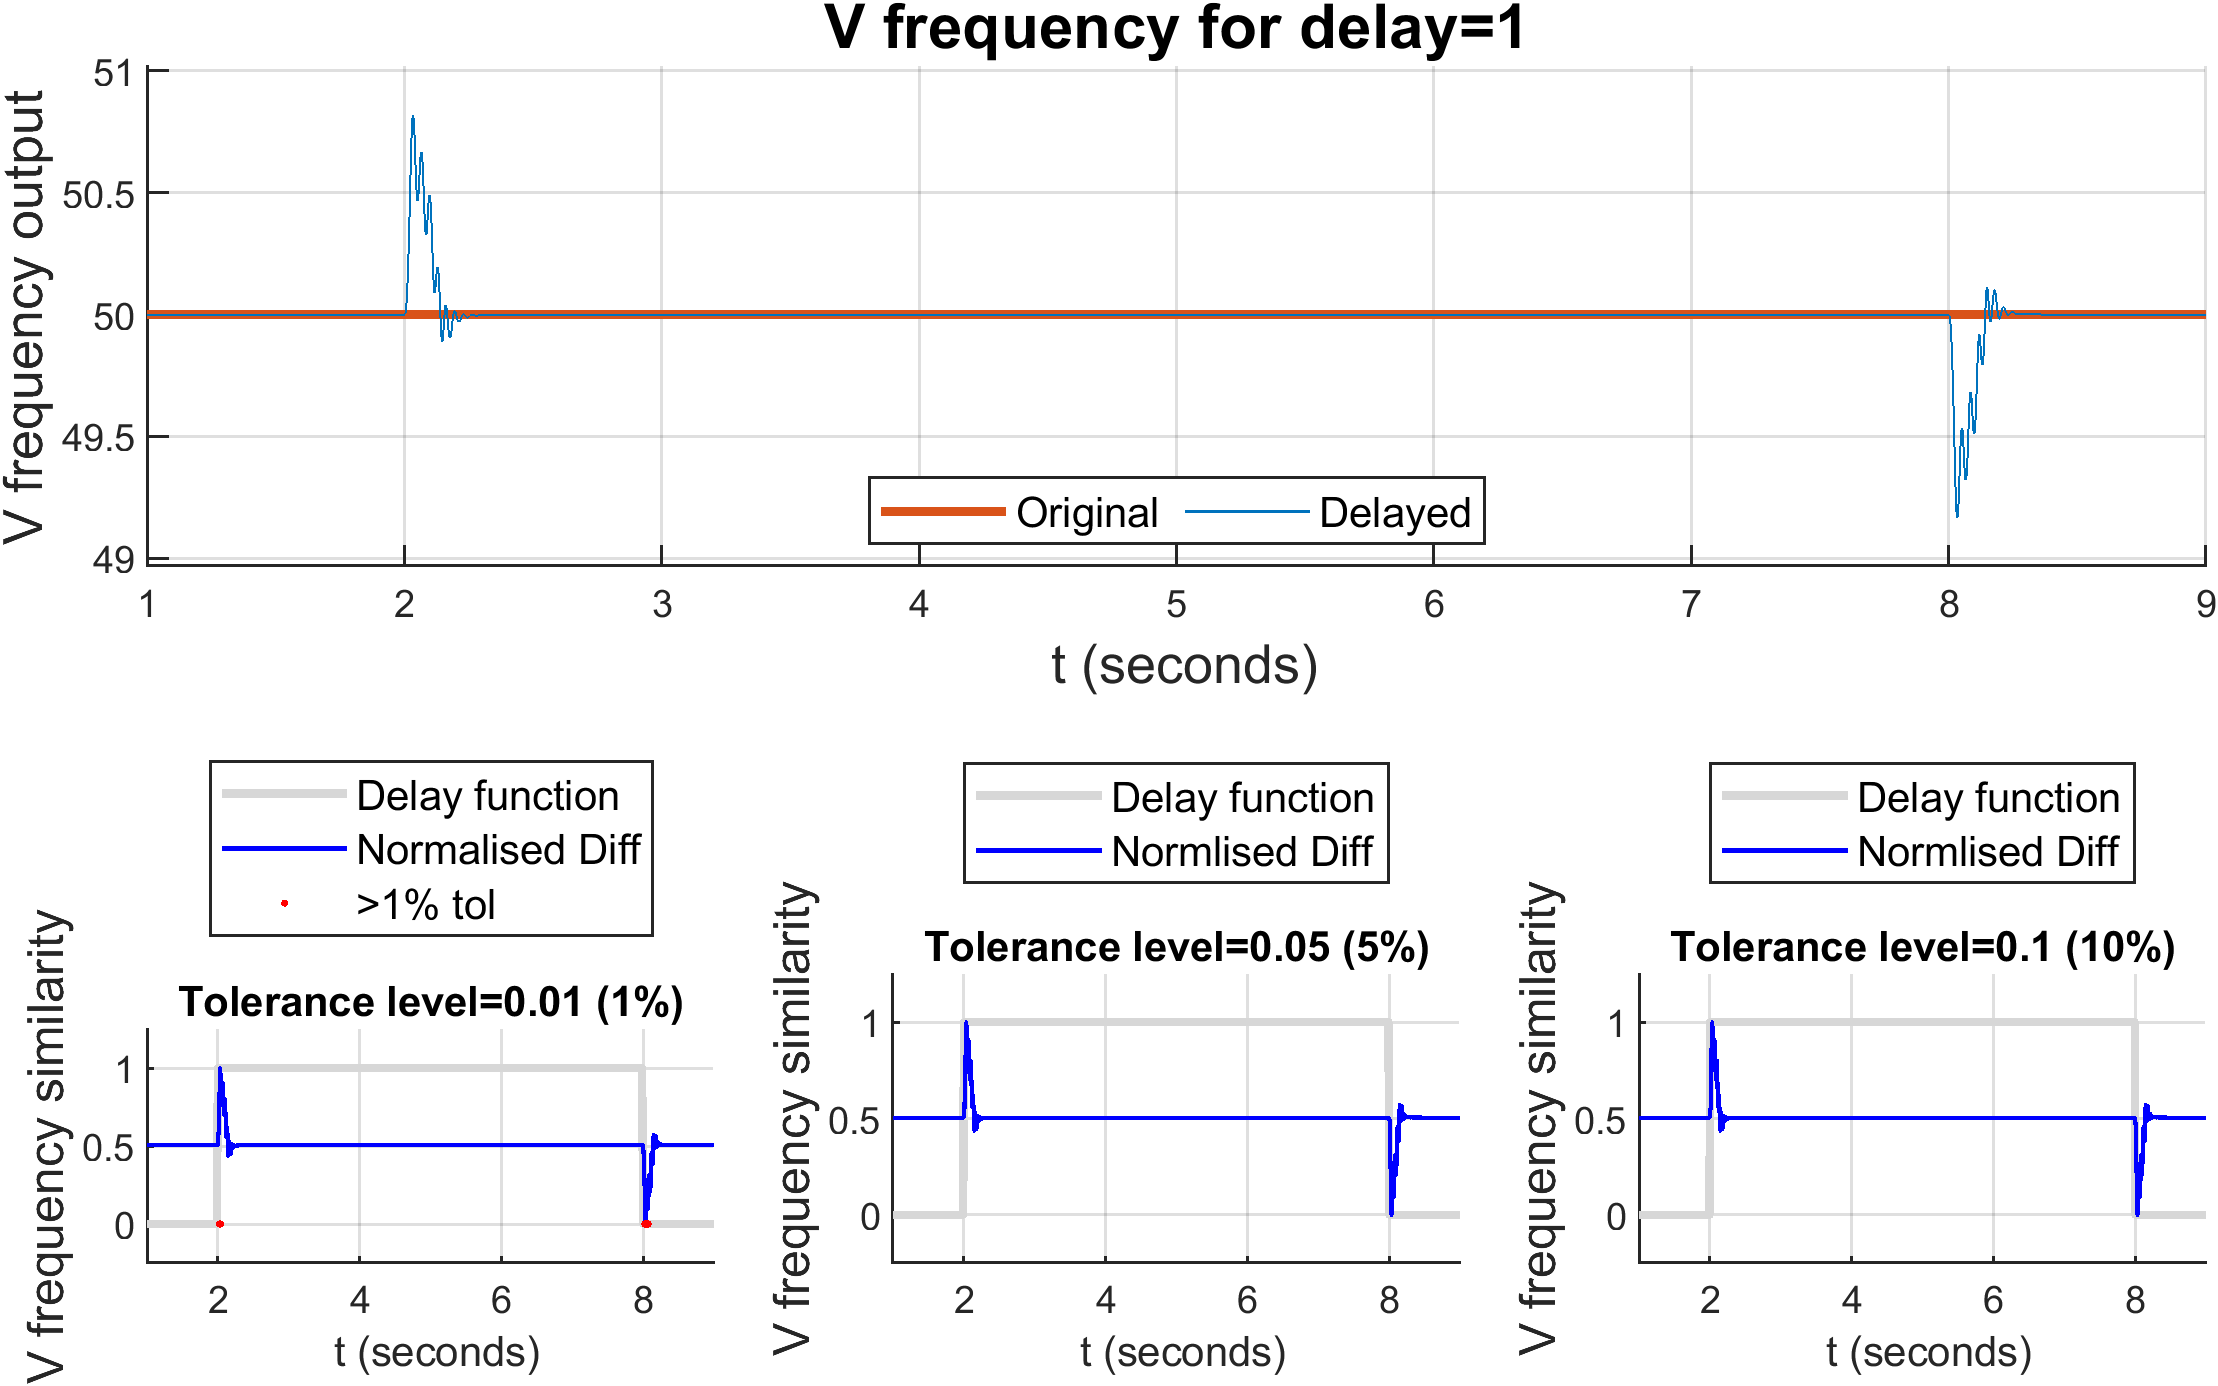 V frequency for delay=1
V frequency output
51
50.5
50
49.5
49
Original Delayed
1 2 3 4 5 6 7 8 9
t (seconds)
Delay function
Normalised Diff
>1% tol
Tolerance level=0.01 (1%)
V frequency similarity
1
0.5
0
2 4 6 8
t (seconds)
Delay function
Normlised Diff
Tolerance level=0.05 (5%)
V frequency similarity
1
0.5
0
2 4 6 8
t (seconds)
Delay function
Normlised Diff
Tolerance level=0.1 (10%)
V frequency similarity
1
0.5
0
2 4 6 8
t (seconds)